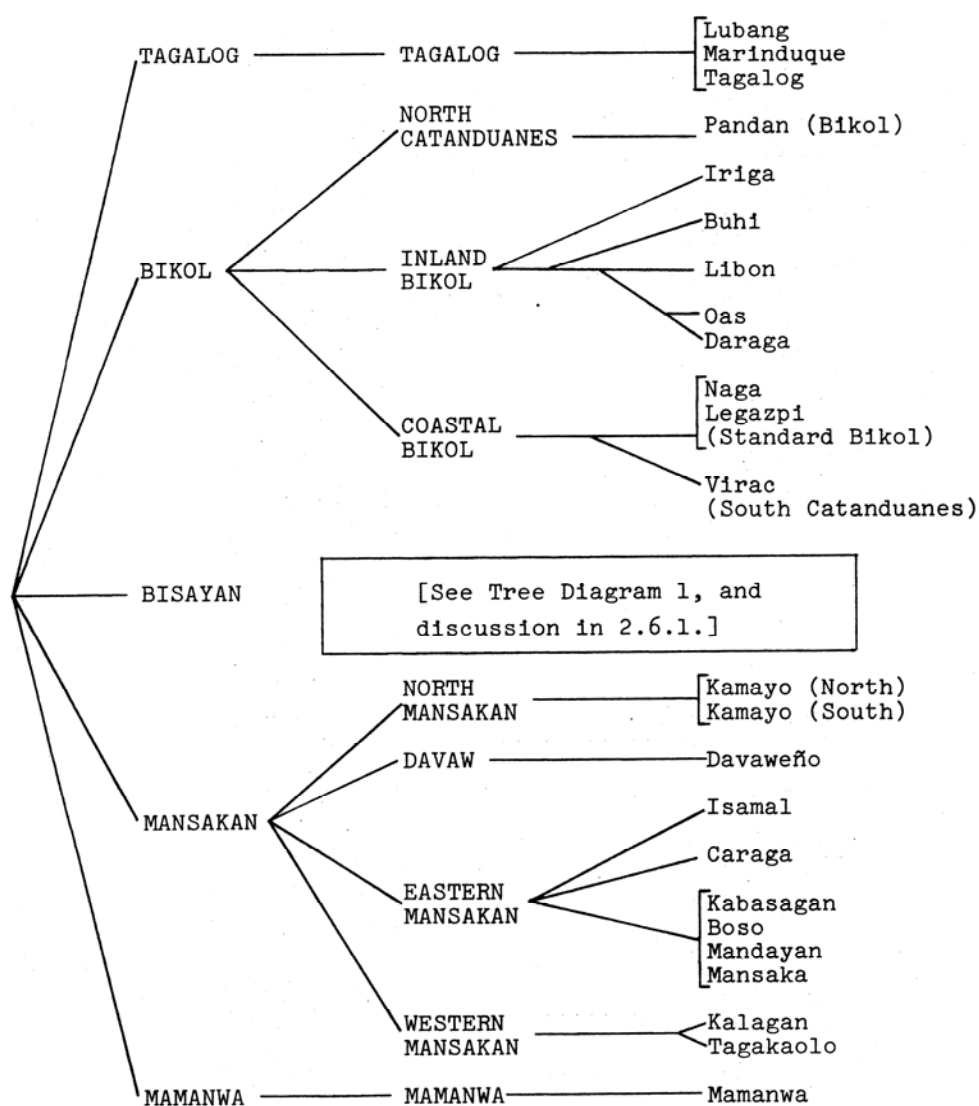 TAGALOG
TAGALOG
Lubang
Marinduque
Tagalog
BIKOL
NORTH
CATANDUANES
Pandan (Bikol)
INLAND
BIKOL
Iriga
Buhi
Libon
Oas
Daraga
COASTAL
BIKOL
Naga
Legazpi
(Standard Bikol)
Virac
(South Catanduanes)
BISAYAN
[See Tree Diagram 1, and
discussion in 2.6.1.]
MANSAKAN
NORTH
MANSAKAN
Kamayo (North)
Kamayo (South)
DAVAW
Davaweño
EASTERN
MANSAKAN
Isamal
Caraga
Kabasagan
Boso
Mandayan
Mansaka
WESTERN
MANSAKAN
Kalagan
Tagakaolo
MAMANWA
MAMANWA
Mamanwa